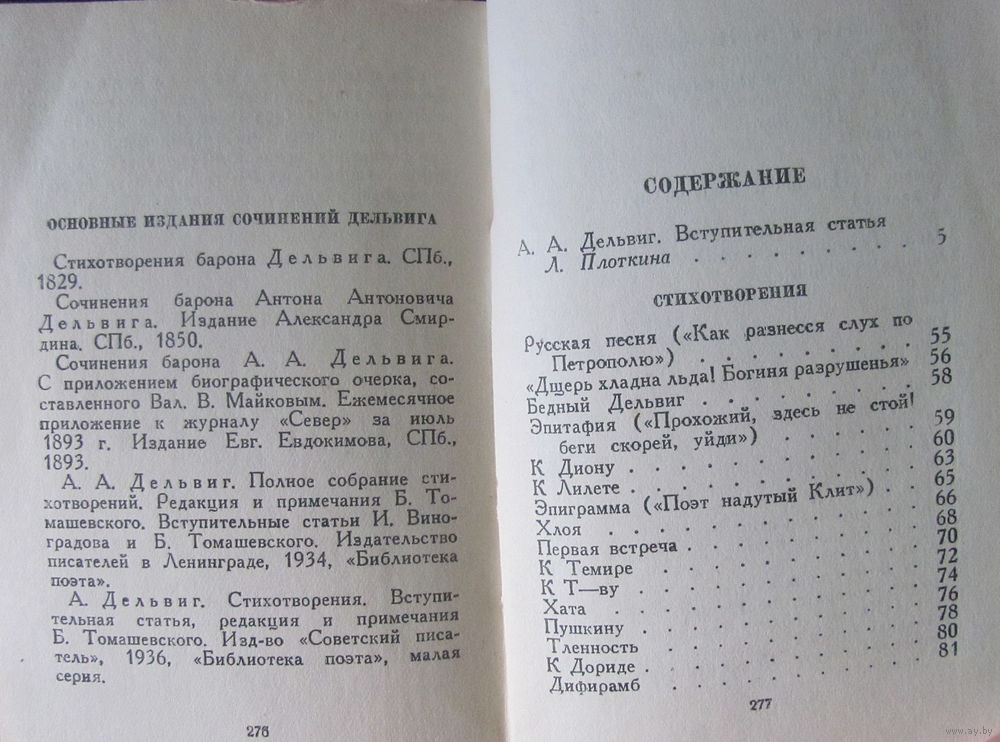 ОСНОВНЫЕ ИЗДАНИЯ СОЧИНЕНИЙ ДЕЛЬВИГА
Стихотворения барона Дельвига. СПб.,
1829.
Сочинения барона Антона Антоновича
Дельвига. Издание Александра Смир-
дина. СПб., 1850.
Сочинения барона А. А. Дельвига.
С приложением биографического очерка, со-
ставленного Вал. В. Майковым. Ежемесячное
приложение к журналу «Север» за июль
1893 г. Издание Евг. Евдокимова, СПб.,
1893.
А. А. Дельвиг. Полное собрание сти-
хотворений. Редакция и примечания Б. То-
машевского. Вступительные статьи И. Вино-
градова и Б. Томашевского. Издательство
писателей в Ленинграде, 1934, «Библиотека
поэта».
А. Дельвиг. Стихотворения. Вступи-
тельная статья, редакция и примечания
Б. Томашевского. Изд-во «Советский писа-
тель», 1936, «Библиотека поэта», малая
серия.
276
СОДЕРЖАНИЕ
А. А. Дельвиг. Вступительная статья
Л. Плоткина . . . . . . . . 5
СТИХОТВОРЕНИЯ
Русская песня («Как разнесся слух по
Петрополю») . . . . . . . . 55
«Дщерь хладна льда! Богиня разрушенья» 56
Бедный Дельвиг . . . . . . . . 58
Эпитафия («Прохожий, здесь не стой!
беги скорей, уйди») . . . . . . 59
К Диону . . . . . . . . . . 60
К Лилете . . . . . . . . . . 63
Эпиграмма («Поэт надутый Клит») . . 65
Хлоя . . . . . . . . . . . 66
Первая встреча . . . . . . . . 68
К Темире . . . . . . . . . . 70
К Т—ву . . . . . . . . . . 72
Хата . . . . . . . . . . . 74
Пушкину . . . . . . . . . . 76
Тленность . . . . . . . . . . 78
К Дориде . . . . . . . . . . 80
Дифирамб . . . . . . . . . . 81
277
www.ay.by